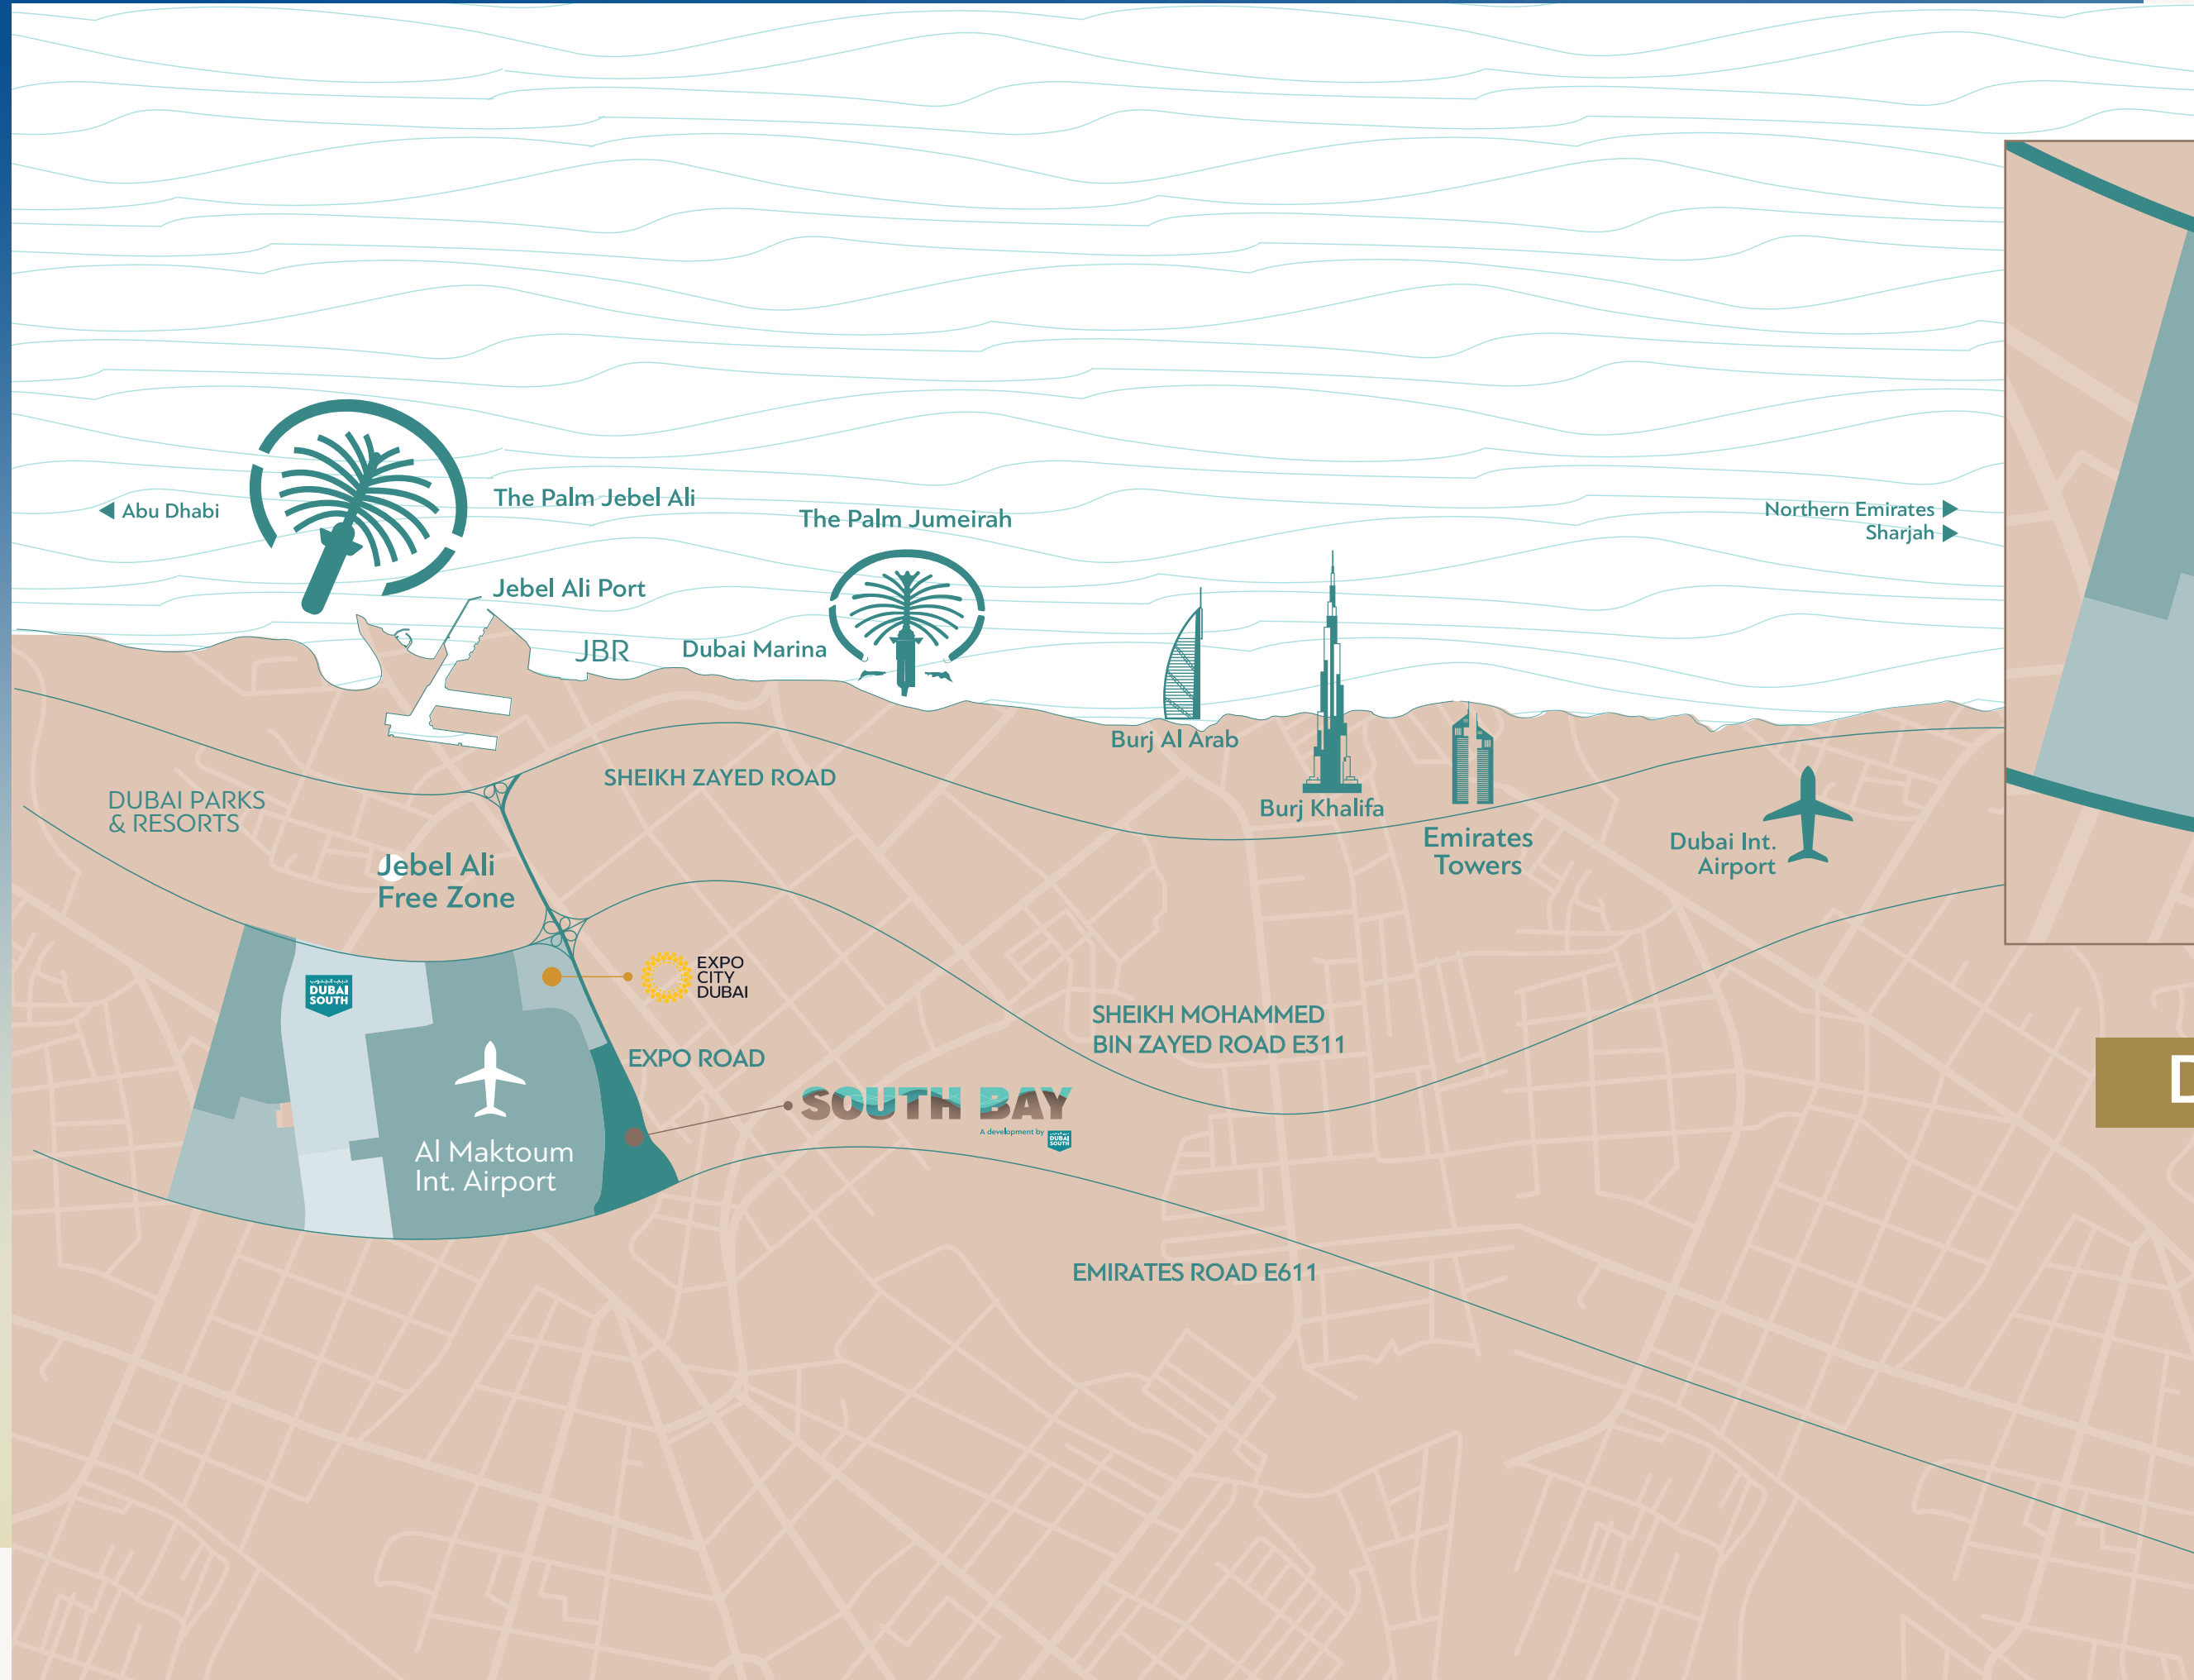 The Palm Jebel Ali
Abu Dhabi
The Palm Jumeirah
Northern Emirates
Sharjah
Jebel Ali Port
JBR
Dubai Marina
Burj Al Arab
SHEIKH ZAYED ROAD
DUBAI PARKS
& RESORTS
Burj Khalifa
Emirates
Towers
Dubai Int.
Airport
Jebel Ali
Free Zone
EXPO
CITY
DUBAI
DUBAI
SOUTH
SHEIKH MOHAMMED
BIN ZAYED ROAD E311
EXPO ROAD
SOUTH BAY
A development by
DUBAI
SOUTH
Al Maktoum
Int. Airport
EMIRATES ROAD E611
D